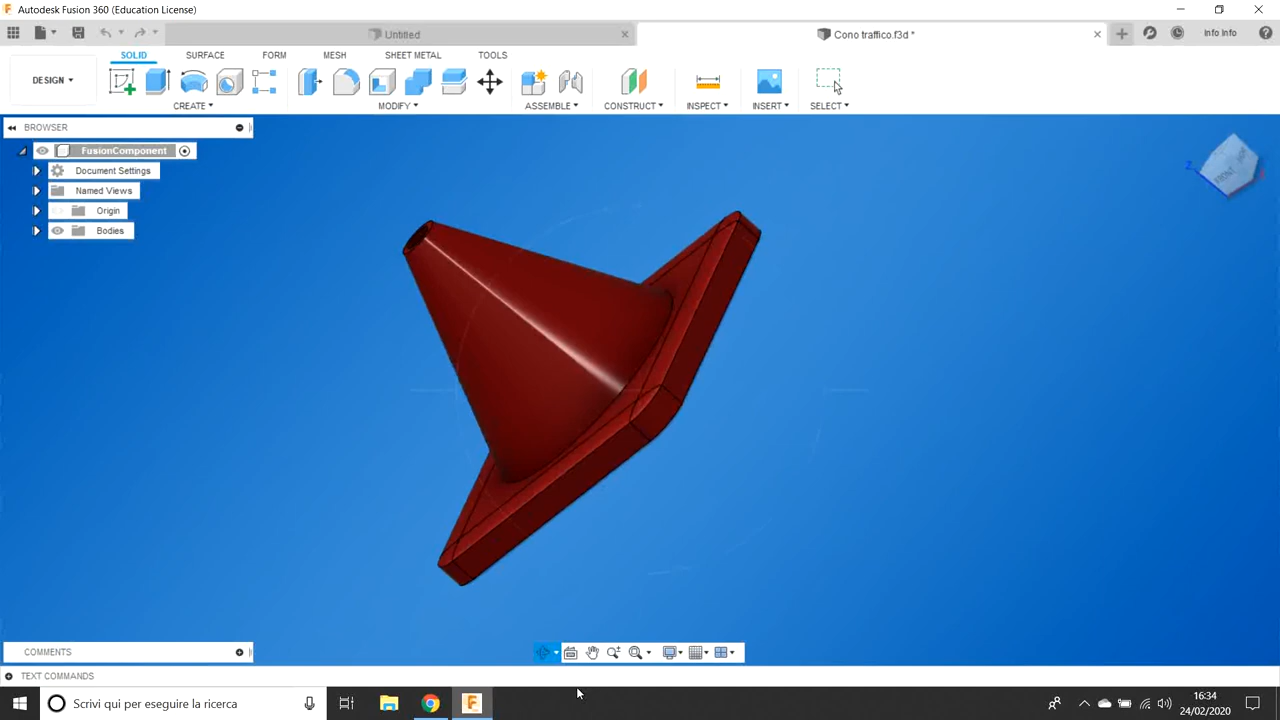 Autodesk Fusion 360 (Education License)
Untitled
Cono traffico.f3d *
Info Info
SOLID
SURFACE
FORM
MESH
SHEET METAL
TOOLS
DESIGN
CREATE
MODIFY
ASSEMBLE
CONSTRUCT
INSPECT
INSERT
SELECT
BROWSER
FusionComponent
Document Settings
Named Views
Origin
Bodies
Z
COMMENTS
TEXT COMMANDS
Scrivi qui per eseguire la ricerca
16:34
24/02/2020